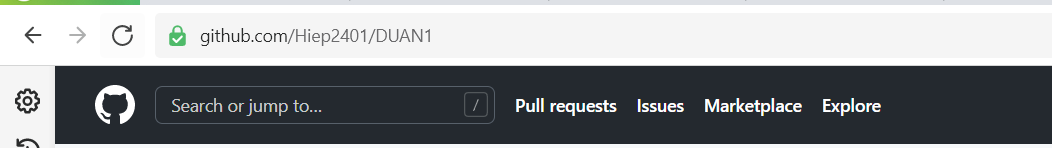 github.com/Hiep2401/DUAN1
Search or jump to... / Pull requests Issues Marketplace Explore